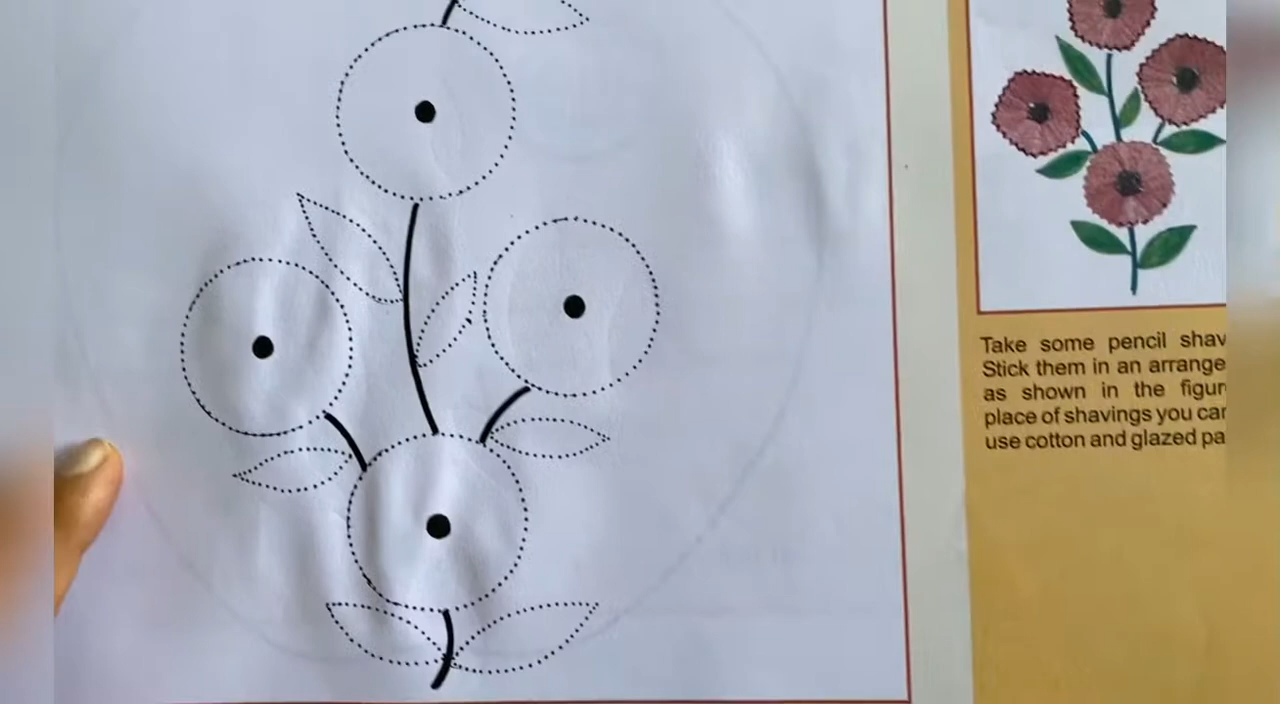 Take some pencil shav
Stick them in an arrange
as shown in the figur
place of shavings you can
use cotton and glazed pa